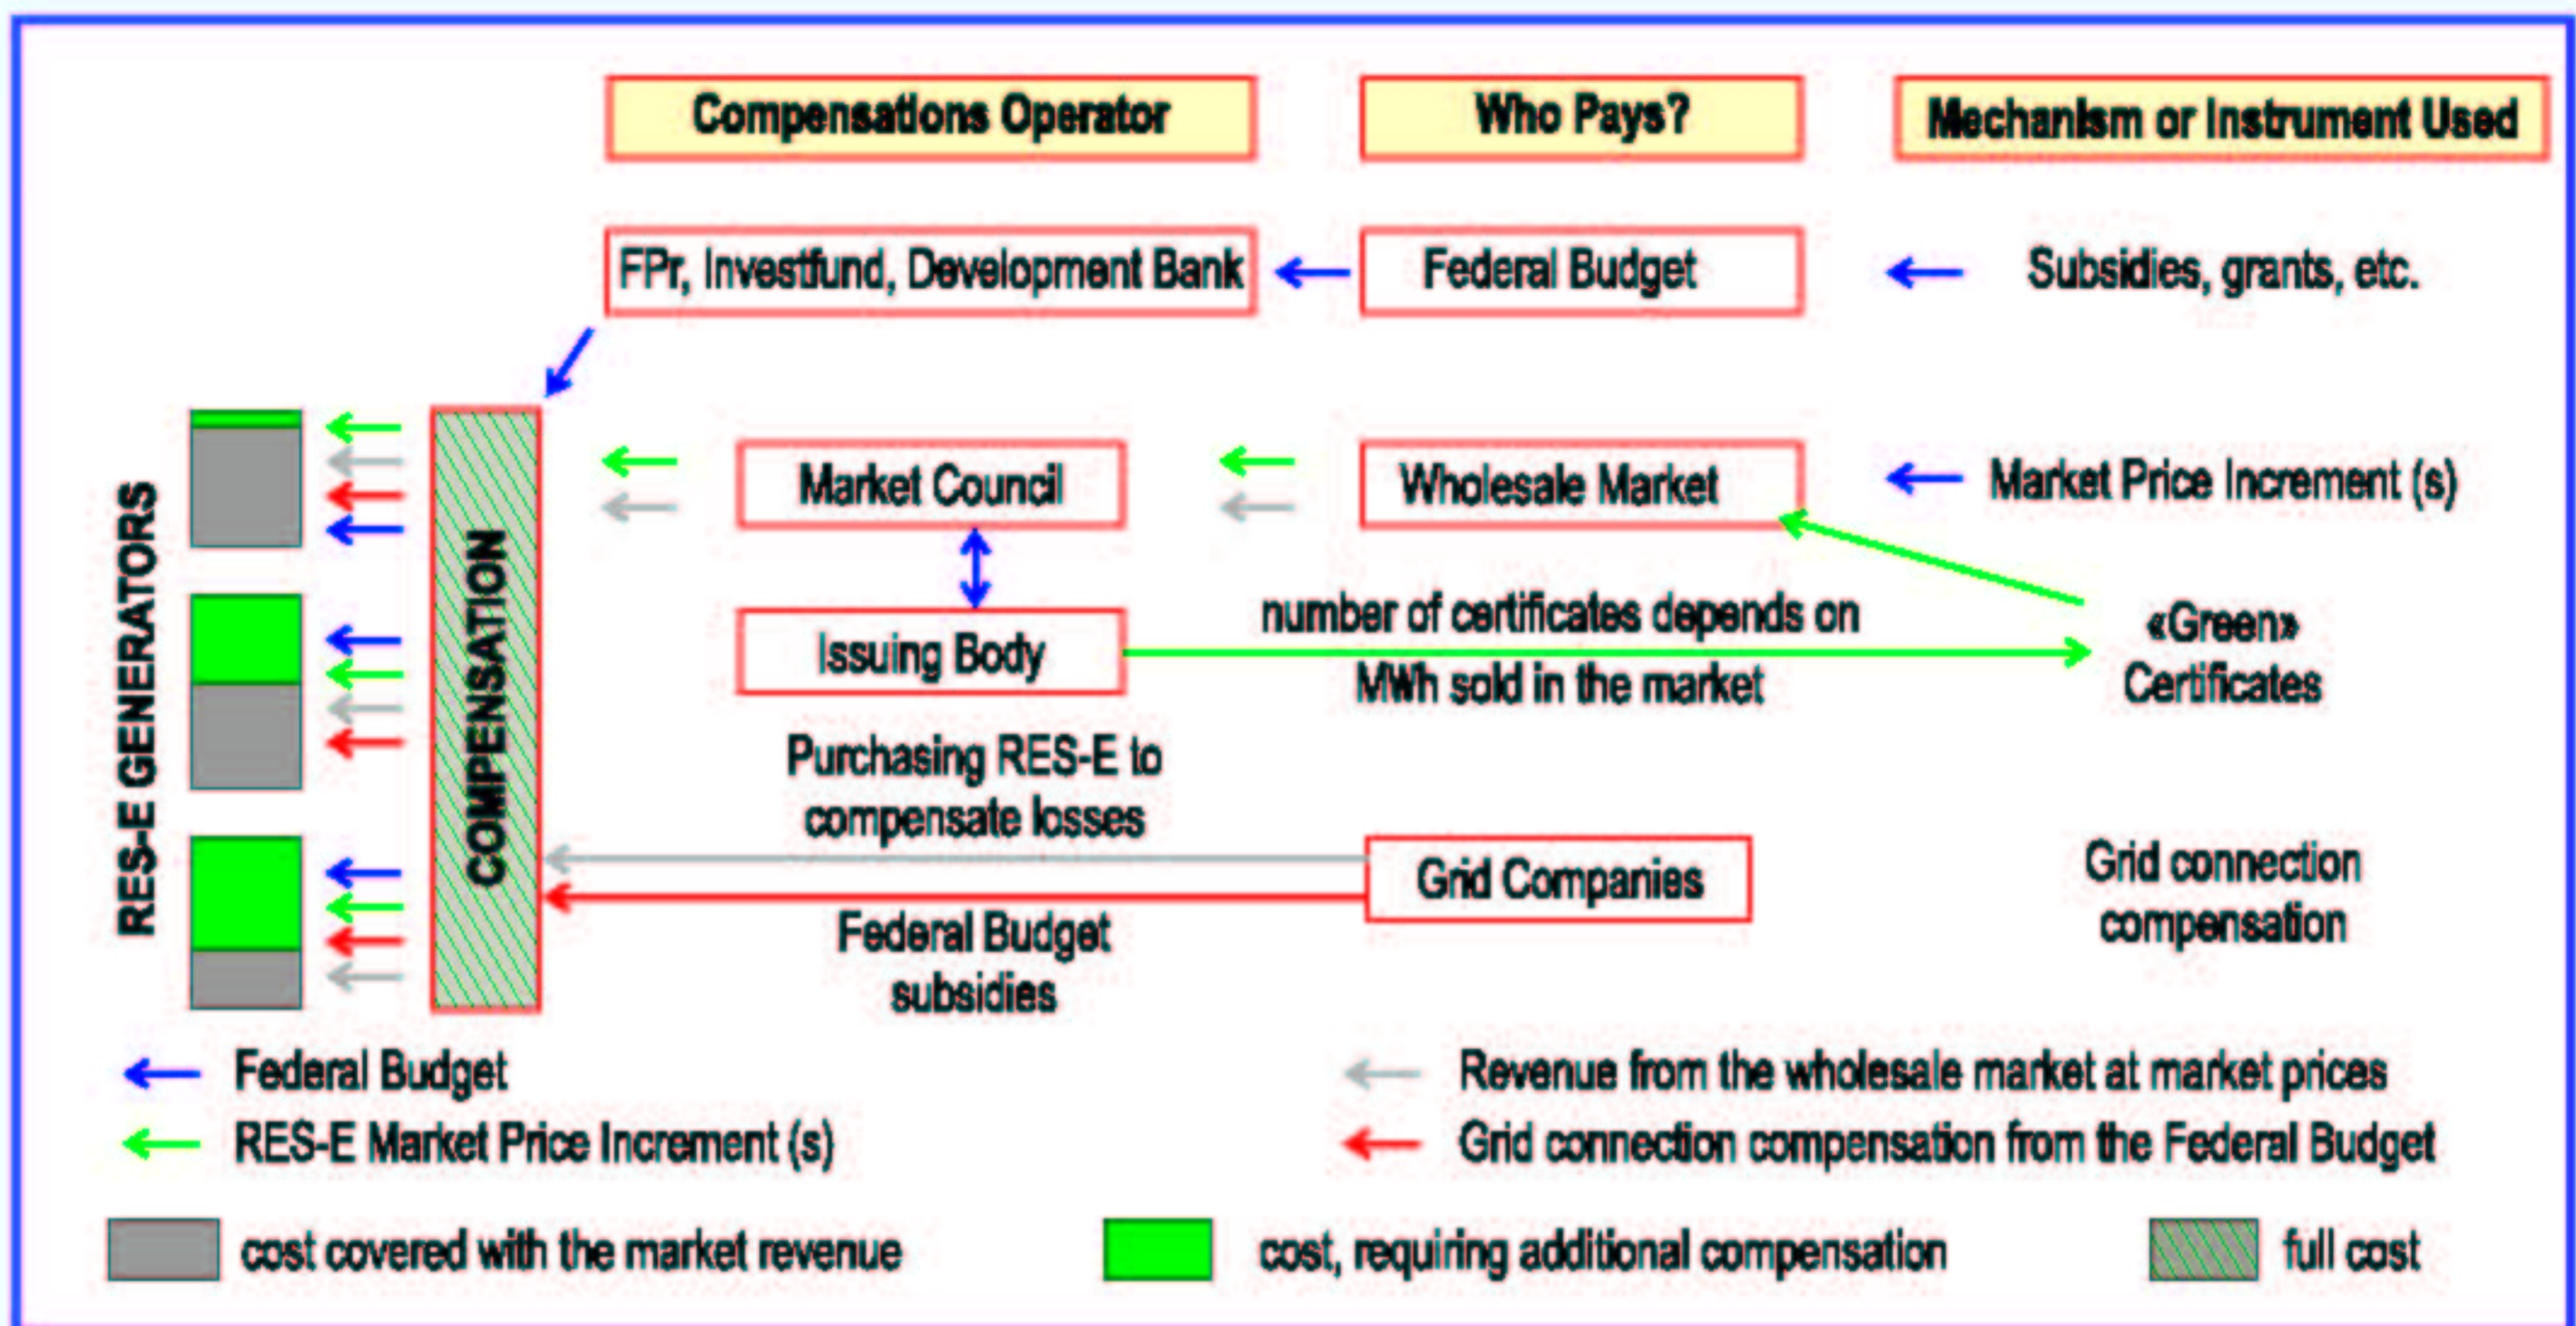 Compensations Operator
Who Pays?
Mechanism or Instrument Used
FPr, Investfund, Development Bank
Federal Budget
Subsidies, grants, etc.
RES-E GENERATORS
COMPENSATION
Market Council
Wholesale Market
Market Price Increment (s)
Issuing Body
number of certificates depends on
MWh sold in the market
«Green»
Certificates
Purchasing RES-E to
compensate losses
Grid Companies
Grid connection
compensation
Federal Budget
subsidies
Federal Budget
Revenue from the wholesale market at market prices
RES-E Market Price Increment (s)
Grid connection compensation from the Federal Budget
cost covered with the market revenue
cost, requiring additional compensation
full cost